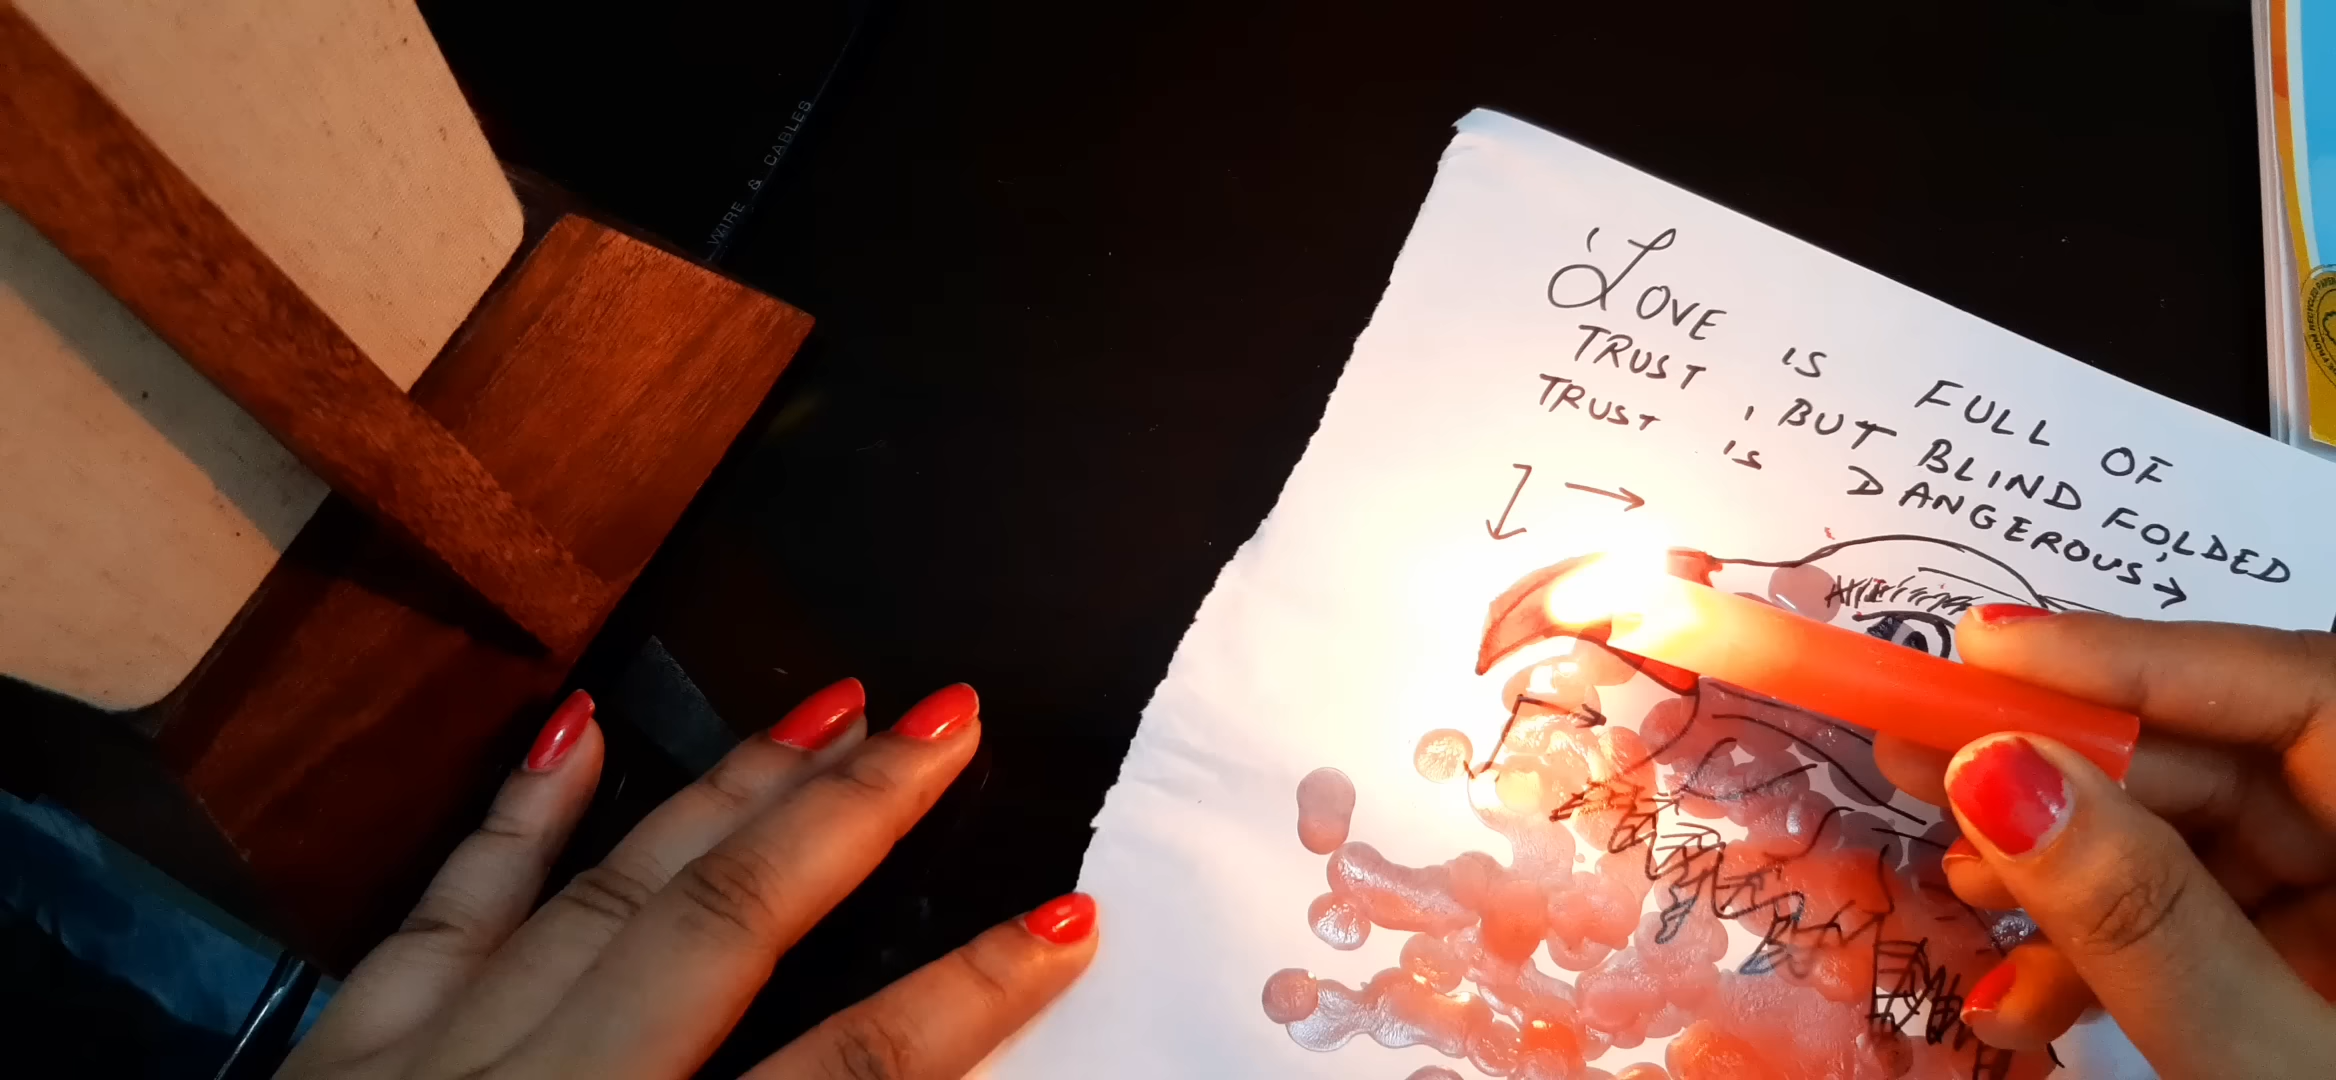 'LOVE IS FULL OF
TRUST, BUT BLIND FOLDED
TRUST IS DANGEROUS'
WIRE & CABLES